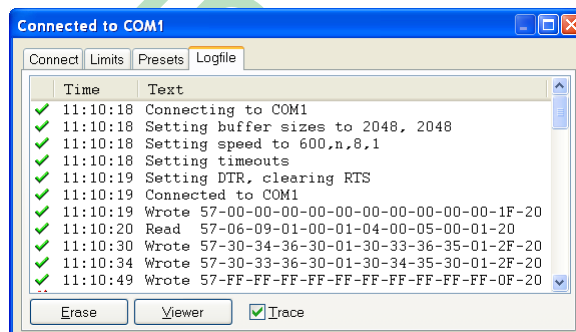 Connected to COM1
Connect Limits Presets Logfile
Time Text
11:10:18 Connecting to COM1
11:10:18 Setting buffer sizes to 2048, 2048
11:10:18 Setting speed to 600,n,8,1
11:10:18 Setting timeouts
11:10:19 Setting DTR, clearing RTS
11:10:19 Connected to COM1
11:10:19 Wrote 57-00-00-00-00-00-00-00-00-00-00-1F-20
11:10:20 Read 57-06-09-01-00-01-04-00-05-00-01-20
11:10:30 Wrote 57-30-34-36-30-01-30-33-36-35-01-2F-20
11:10:34 Wrote 57-30-33-36-30-01-30-34-35-30-01-2F-20
11:10:49 Wrote 57-FF-FF-FF-FF-FF-FF-FF-FF-FF-FF-0F-20
Erase Viewer Trace